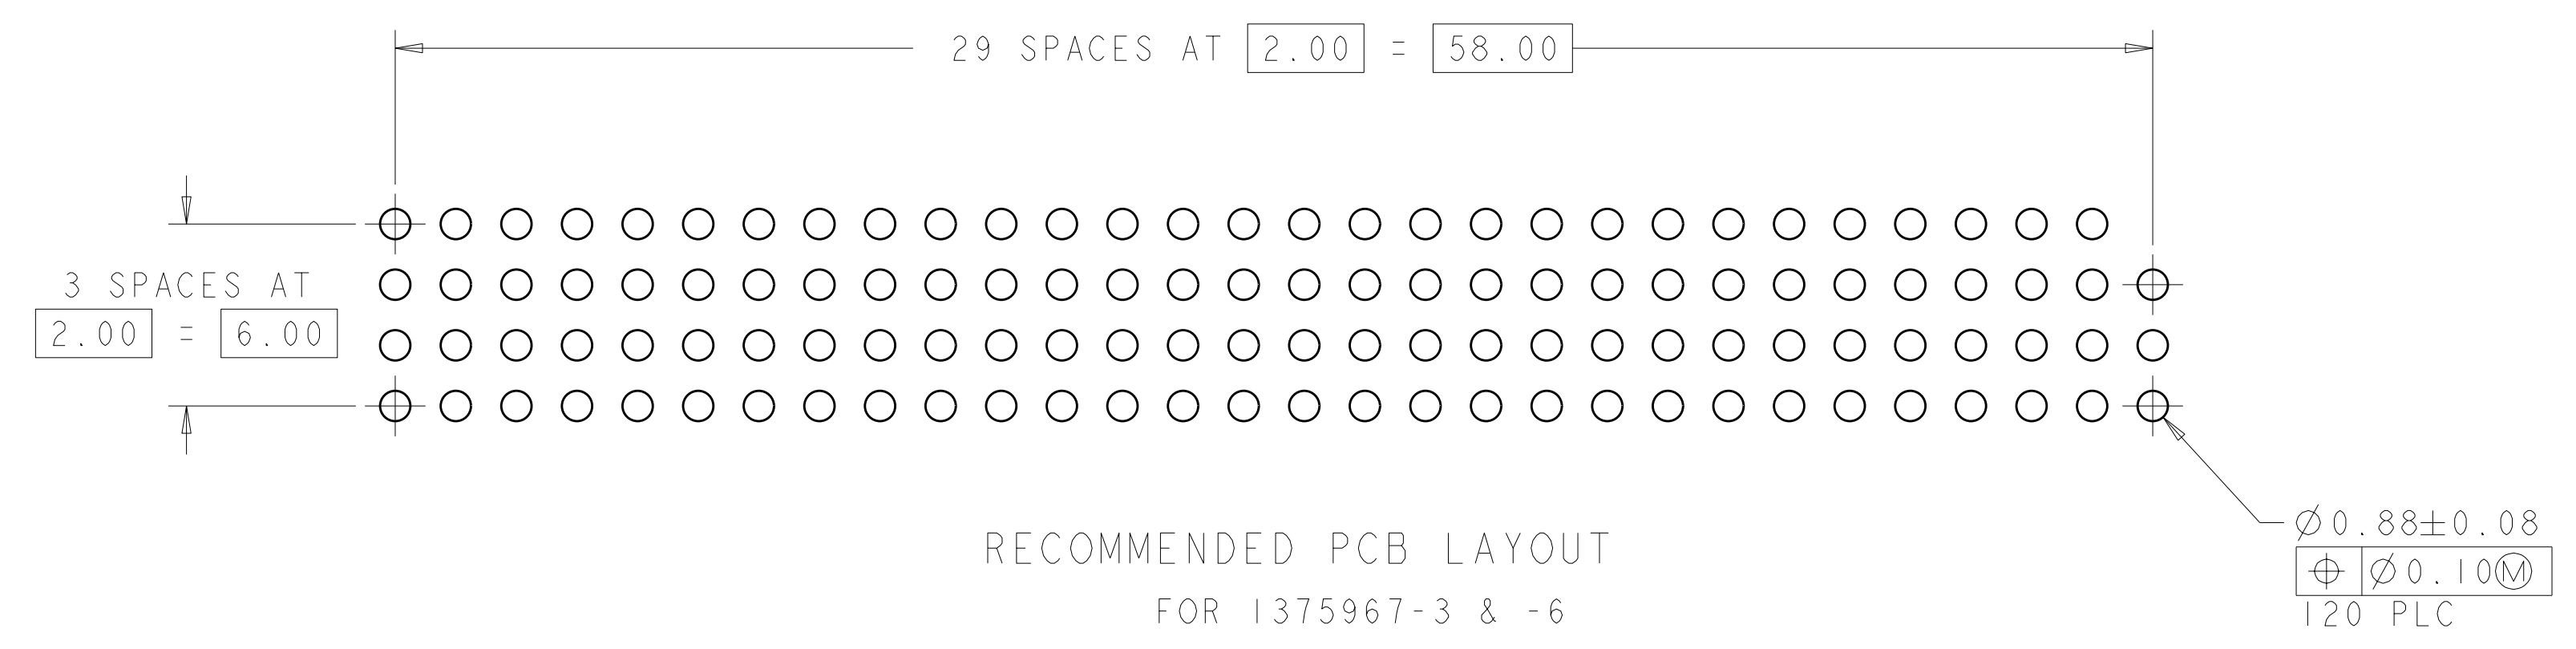 29 SPACES AT 2.00 = 58.00
3 SPACES AT
2.00 = 6.00
Ø0.88±0.08
⌖ Ø0.10Ⓜ
120 PLC
RECOMMENDED PCB LAYOUT
FOR 1375967-3 & -6